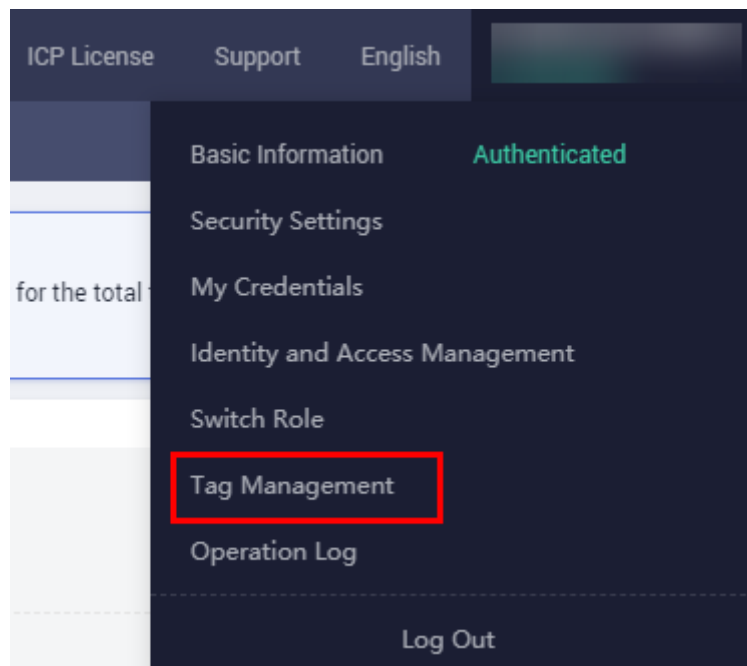 ICP License Support English
Basic Information Authenticated
Security Settings
for the total
My Credentials
Identity and Access Management
Switch Role
Tag Management
Operation Log
Log Out